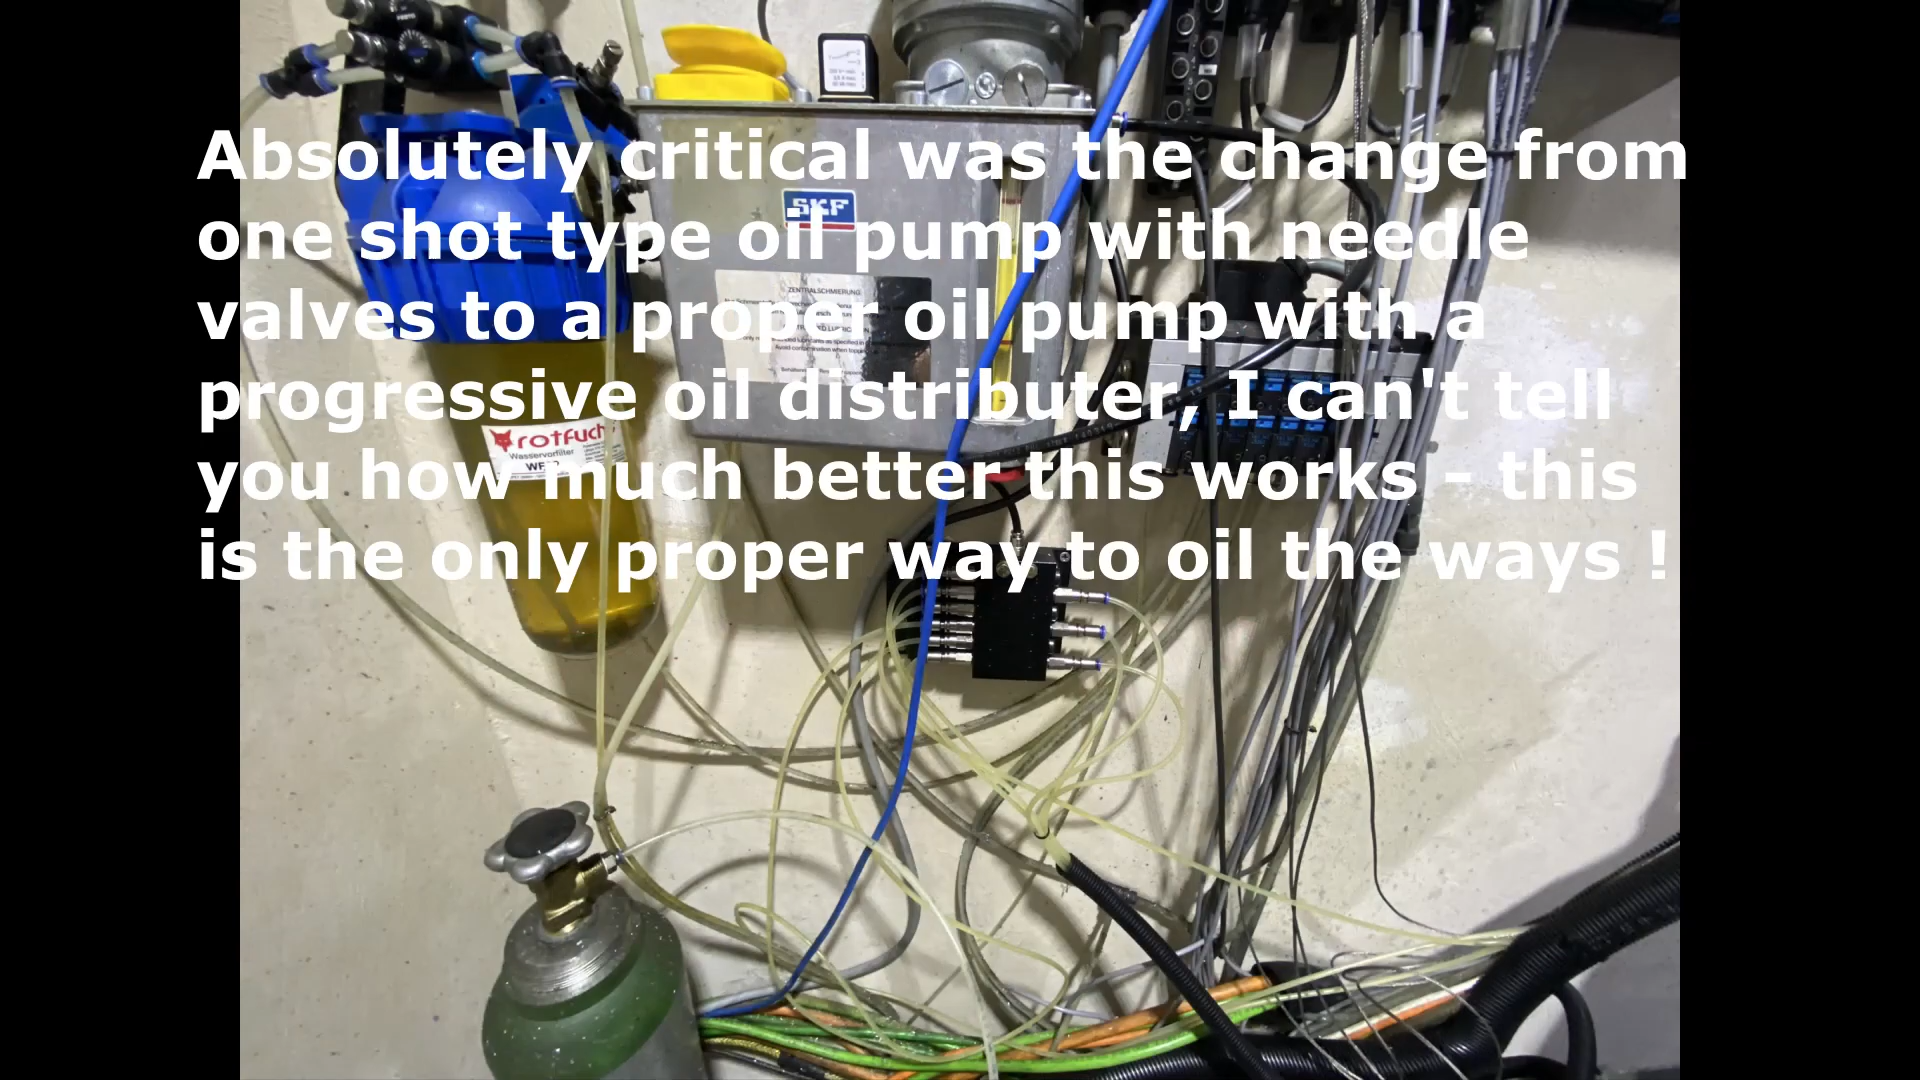 Absolutely critical was the change from
one shot type oil pump with needle
valves to a proper oil pump with a
progressive oil distributer, I can't tell
you how much better this works - this
is the only proper way to oil the ways !
SKF
ZENTRALSCHMIERUNG
rotfuchs
Wasservorfilter